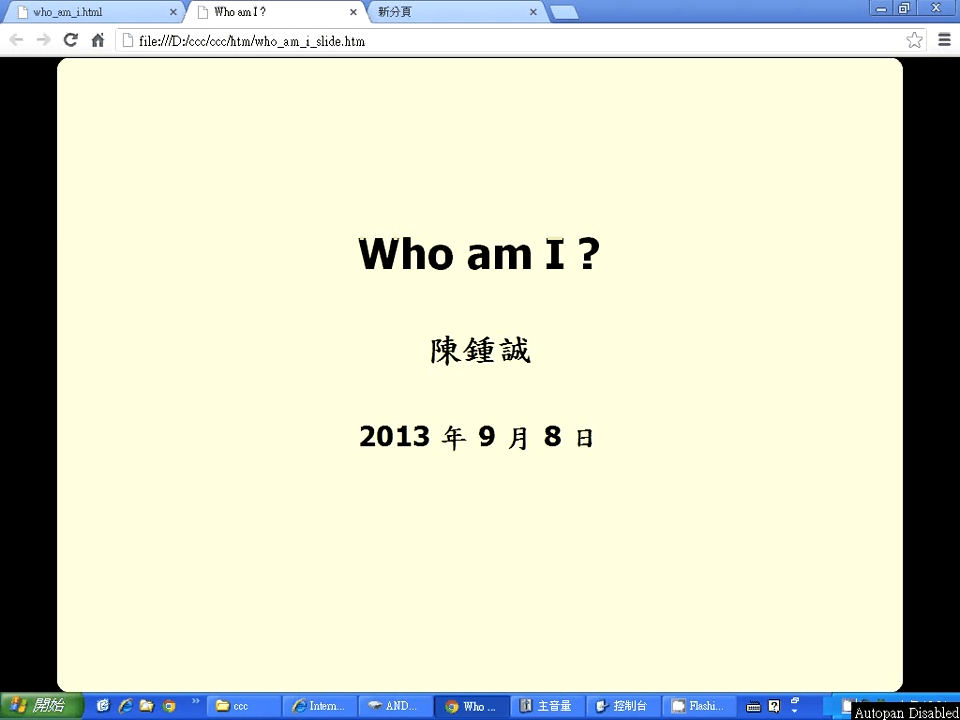 who_am_i.html
Who am I ?
新分頁
file:///D:/ccc/ccc/htm/who_am_i_slide.htm
Who am I ?
陳鍾誠
2013 年 9 月 8 日
開始
ccc
Intern...
AND...
Who ...
主音量
控制台
Flashi...
Autopan Disabled